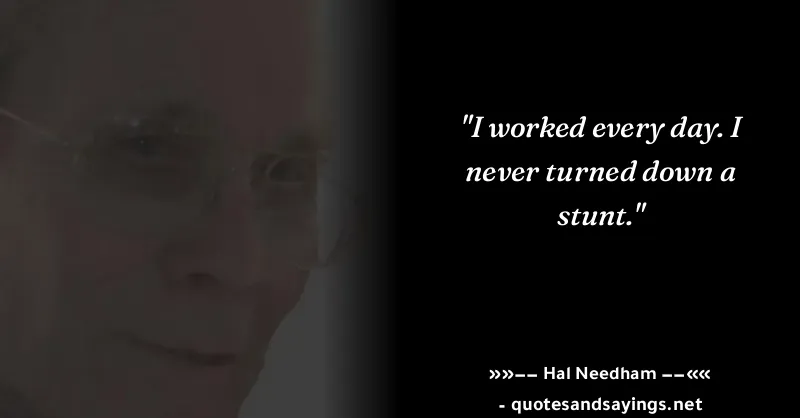 "I worked every day. I
never turned down a
stunt."
»»−− Hal Needham −−««
- quotesandsayings.net